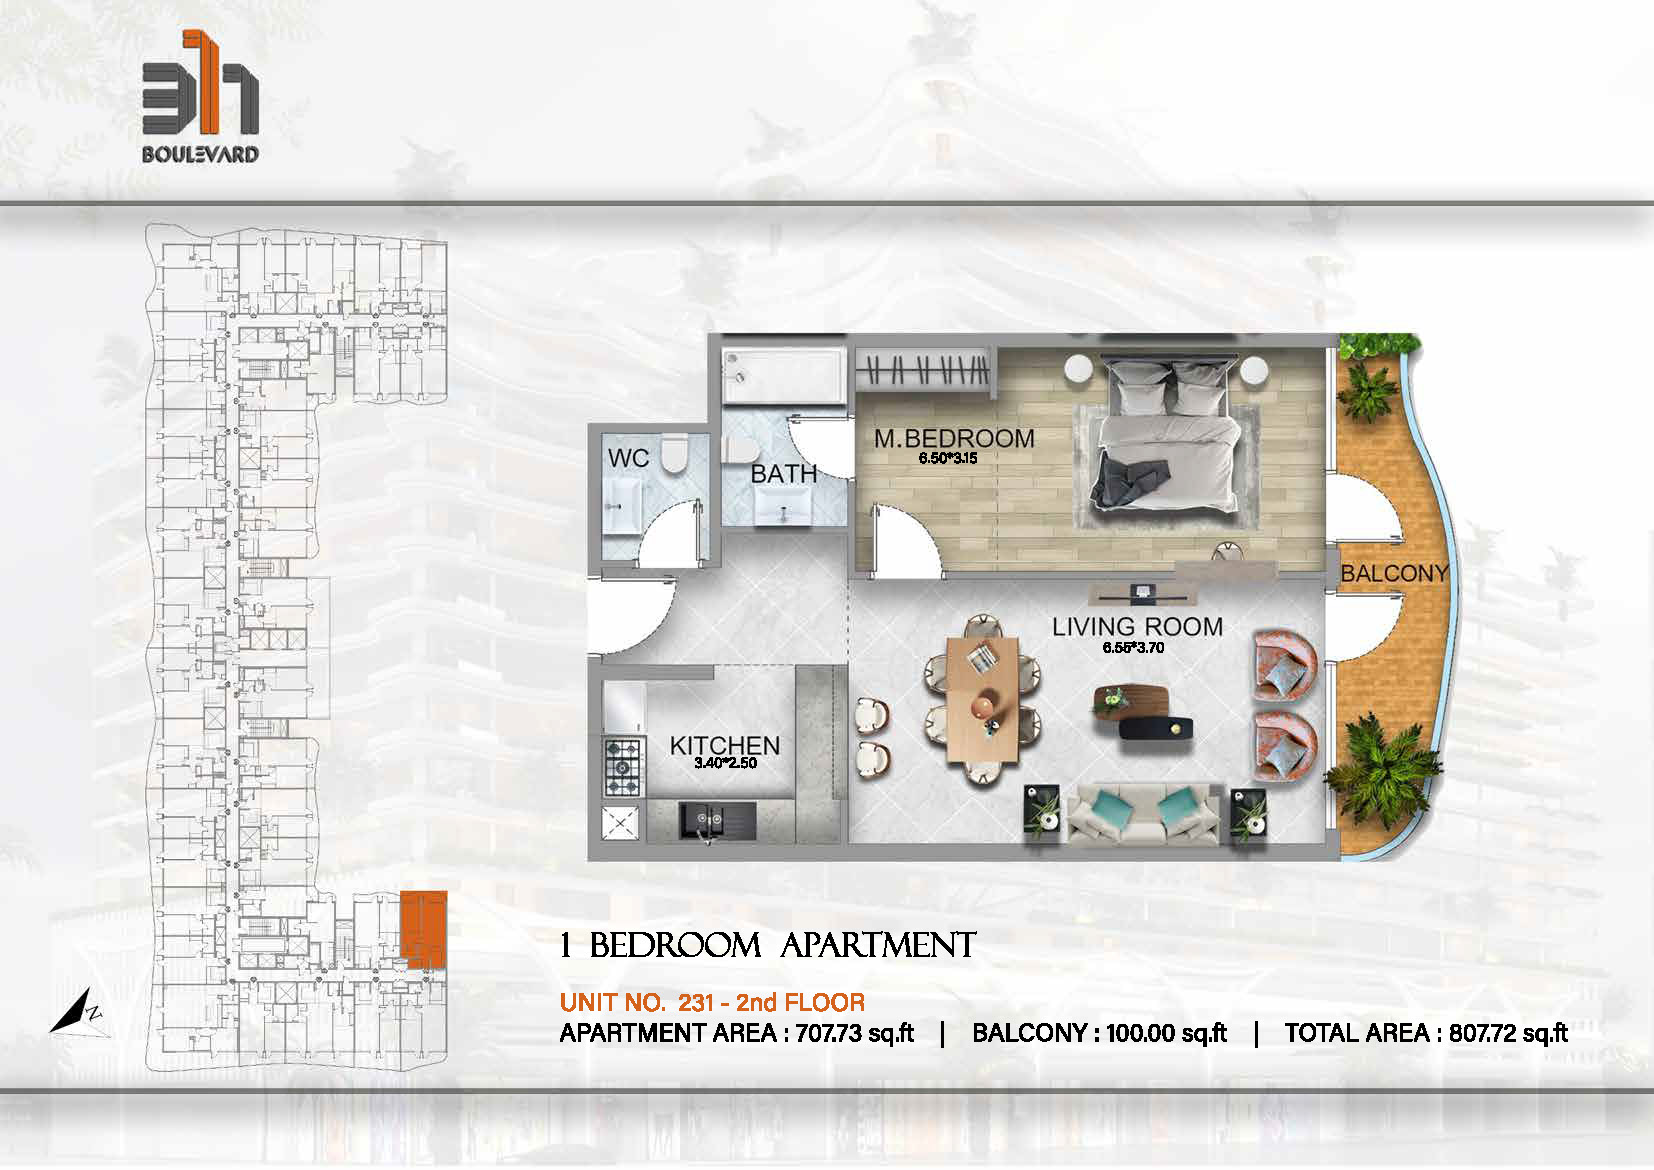 311
BOULEVARD
WC
BATH
M.BEDROOM
6.50*3.15
BALCONY
LIVING ROOM
6.55*3.70
KITCHEN
3.40*2.50
1 BEDROOM APARTMENT
UNIT NO. 231 - 2nd FLOOR
APARTMENT AREA : 707.73 sq.ft | BALCONY : 100.00 sq.ft | TOTAL AREA : 807.72 sq.ft
N